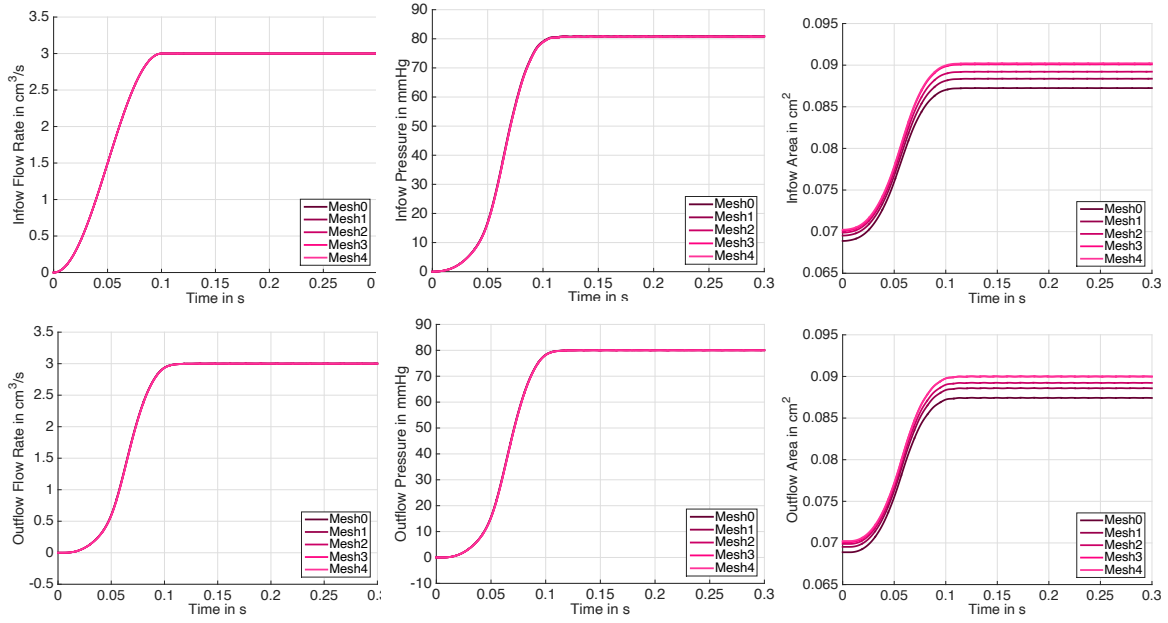 3.5
3
2.5
2
1.5
1
0.5
0
Infow Flow Rate in cm³/s
0
0.05
0.1
0.15
0.2
0.25
0.
Time in s
Mesh0
Mesh1
Mesh2
Mesh3
Mesh4
90
80
70
60
50
40
30
20
10
0
-10
Infow Pressure in mmHg
0
0.05
0.1
0.15
0.2
0.25
0.3
Time in s
Mesh0
Mesh1
Mesh2
Mesh3
Mesh4
0.095
0.09
0.085
0.08
0.075
0.07
0.065
Infow Area in cm²
0
0.05
0.1
0.15
0.2
0.25
0.3
Time in s
Mesh0
Mesh1
Mesh2
Mesh3
Mesh4
3.5
3
2.5
2
1.5
1
0.5
0
-0.5
Outflow Flow Rate in cm³/s
0
0.05
0.1
0.15
0.2
0.25
0.
Time in s
Mesh0
Mesh1
Mesh2
Mesh3
Mesh4
90
80
70
60
50
40
30
20
10
0
-10
Outflow Pressure in mmHg
0
0.05
0.1
0.15
0.2
0.25
0.3
Time in s
Mesh0
Mesh1
Mesh2
Mesh3
Mesh4
0.095
0.09
0.085
0.08
0.075
0.07
0.065
Outflow Area in cm²
0
0.05
0.1
0.15
0.2
0.25
0.3
Time in s
Mesh0
Mesh1
Mesh2
Mesh3
Mesh4